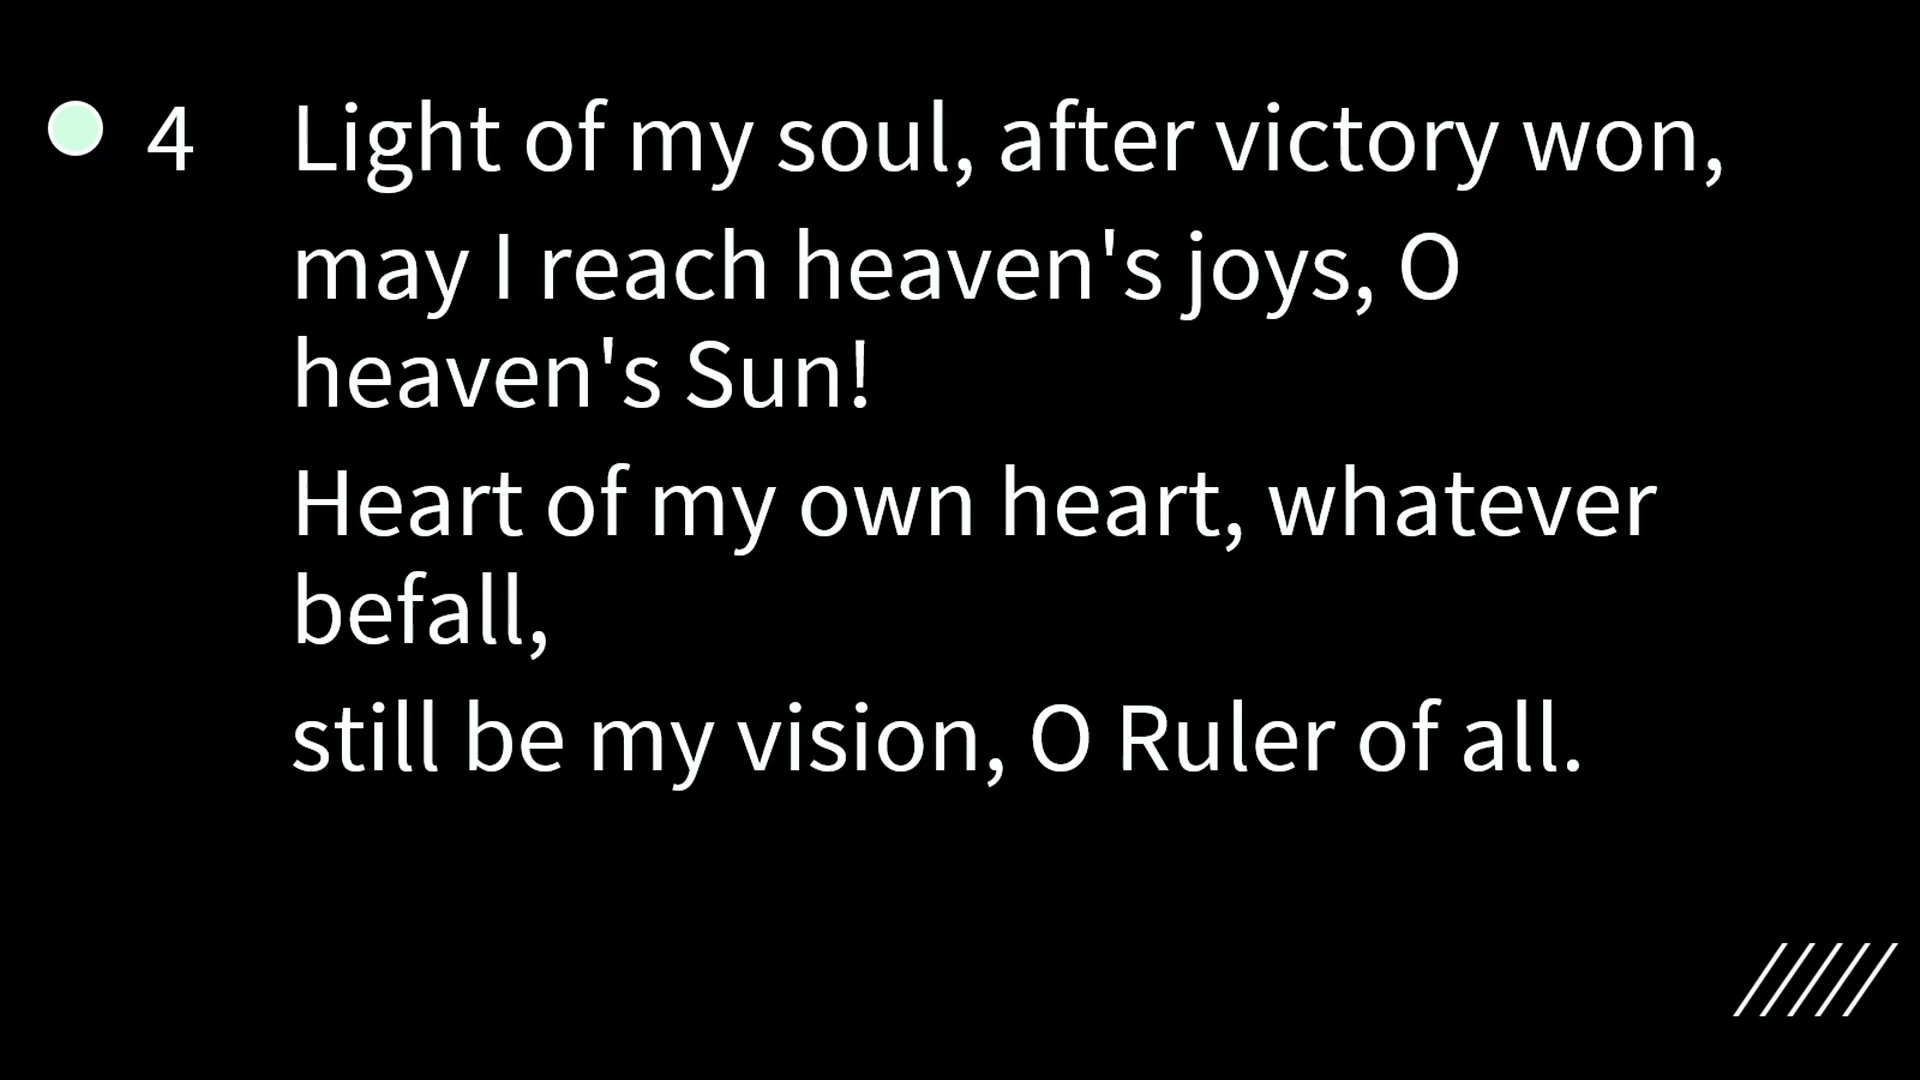 4 Light of my soul, after victory won,
may I reach heaven's joys, O
heaven's Sun!
Heart of my own heart, whatever
befall,
still be my vision, O Ruler of all.